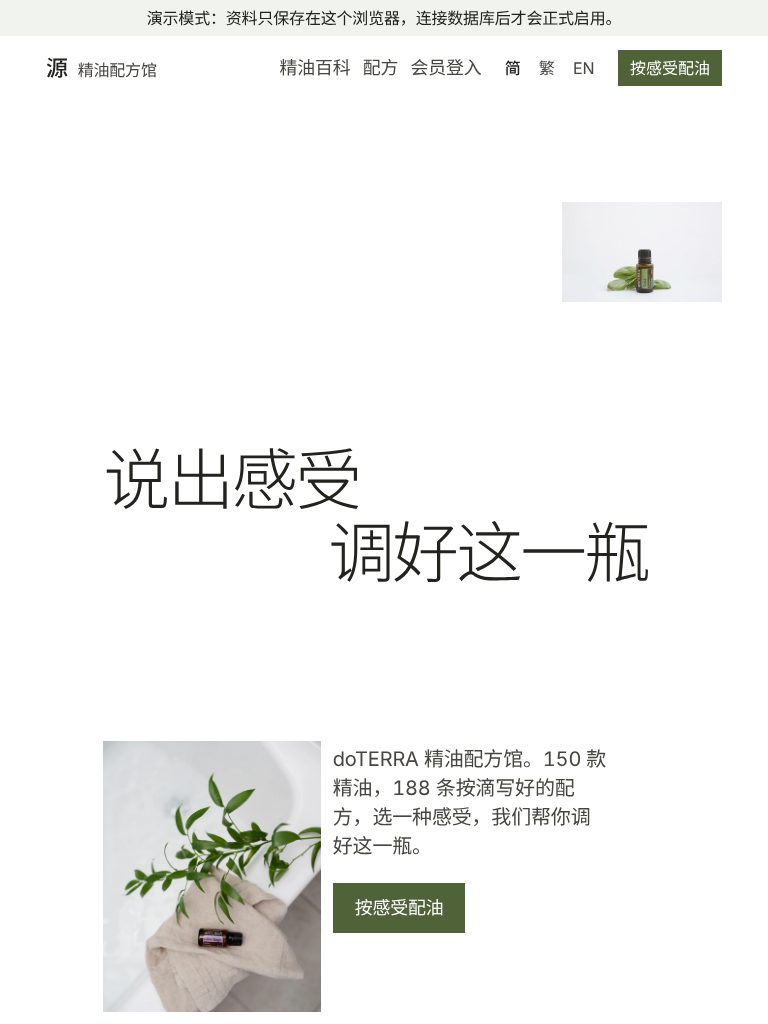 演示模式：资料只保存在这个浏览器，连接数据库后才会正式启用。
源 精油配方馆 精油百科 配方 会员登入 简 繁 EN 按感受配油
说出感受
调好这一瓶
doTERRA 精油配方馆。150 款
精油，188 条按滴写好的配
方，选一种感受，我们帮你调
好这一瓶。
按感受配油